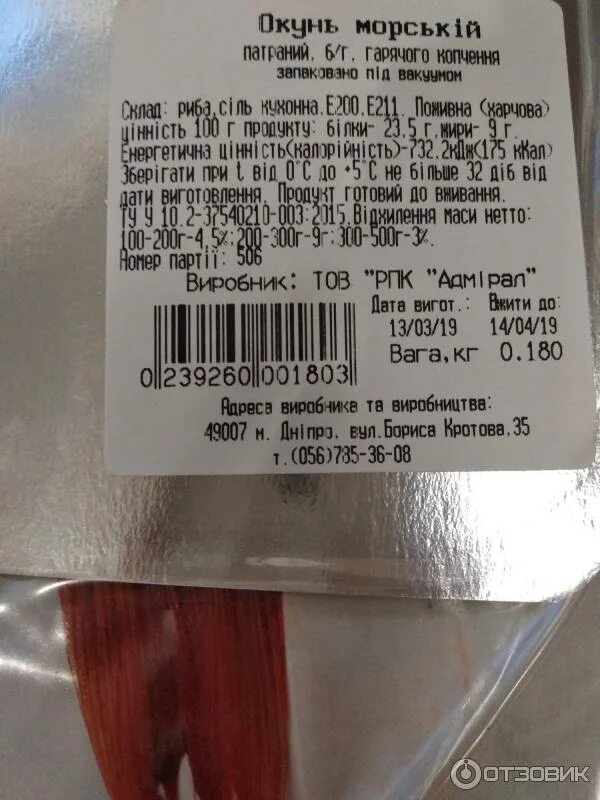 Окунь морській
патраний, б/г, гарячого копчення
запаковано під вакуумом
Склад: риба,сіль кухонна,Е200,Е211. Поживна (харчова)
цінність 100 г продукту: білки- 23,5 г,жири- 9 г.
Енергетична цінність(калорійність)-732,2кДж(175 кКал)
Зберігати при t від 0°С до +5°С не більше 32 діб від
дати виготовлення. Продукт готовий до вживання.
ТУ У 10.2-37540210-003:2015.Відхилення маси нетто:
100-200г-4,5%;200-300г-9г;300-500г-3%.
Номер партії: 506
Виробник: ТОВ "РПК "Адмірал"
Дата вигот.: Вжити до:
13/03/19 14/04/19
Вага,кг 0.180
0 239260 001803
Адреса виробника та виробництва:
49007 м. Дніпро, вул.Бориса Кротова,35
т.(056)785-36-08
ОТЗОВИК